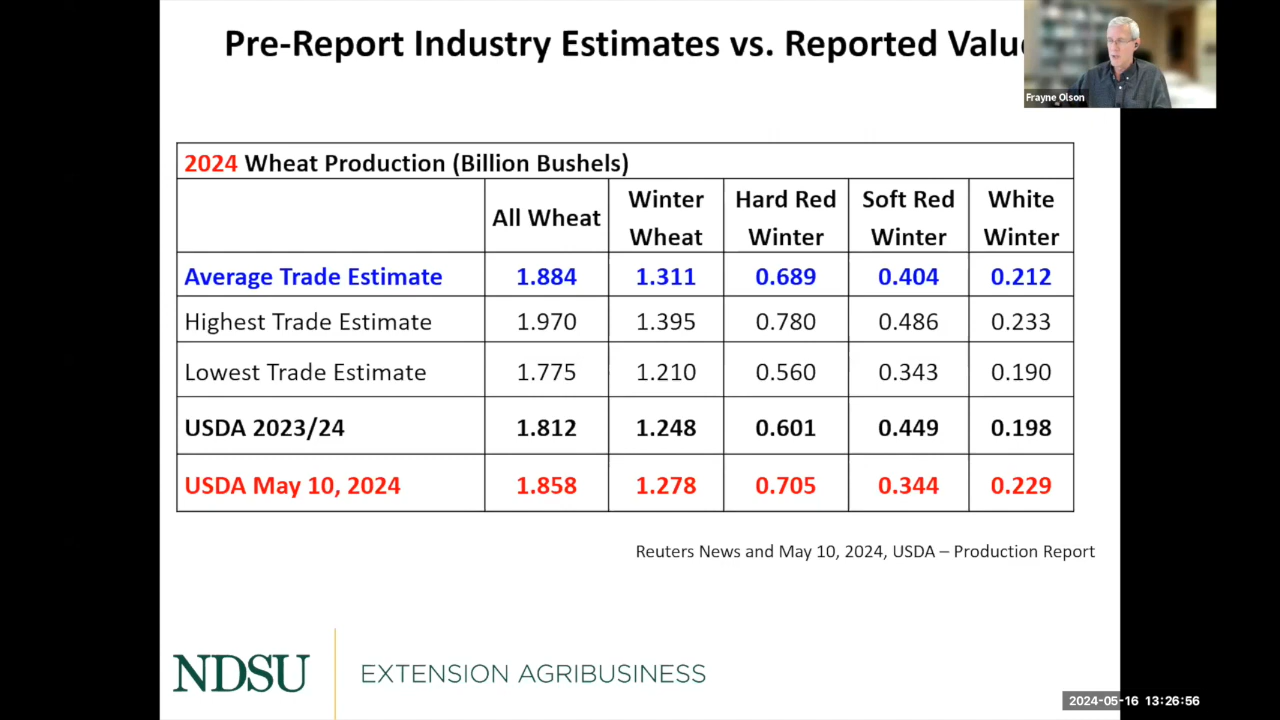 Pre-Report Industry Estimates vs. Reported Valu
Frayne Olson
2024 Wheat Production (Billion Bushels)
All Wheat Winter Wheat Hard Red Winter Soft Red Winter White Winter
Average Trade Estimate 1.884 1.311 0.689 0.404 0.212
Highest Trade Estimate 1.970 1.395 0.780 0.486 0.233
Lowest Trade Estimate 1.775 1.210 0.560 0.343 0.190
USDA 2023/24 1.812 1.248 0.601 0.449 0.198
USDA May 10, 2024 1.858 1.278 0.705 0.344 0.229
Reuters News and May 10, 2024, USDA – Production Report
NDSU EXTENSION AGRIBUSINESS
2024-05-16 13:26:56